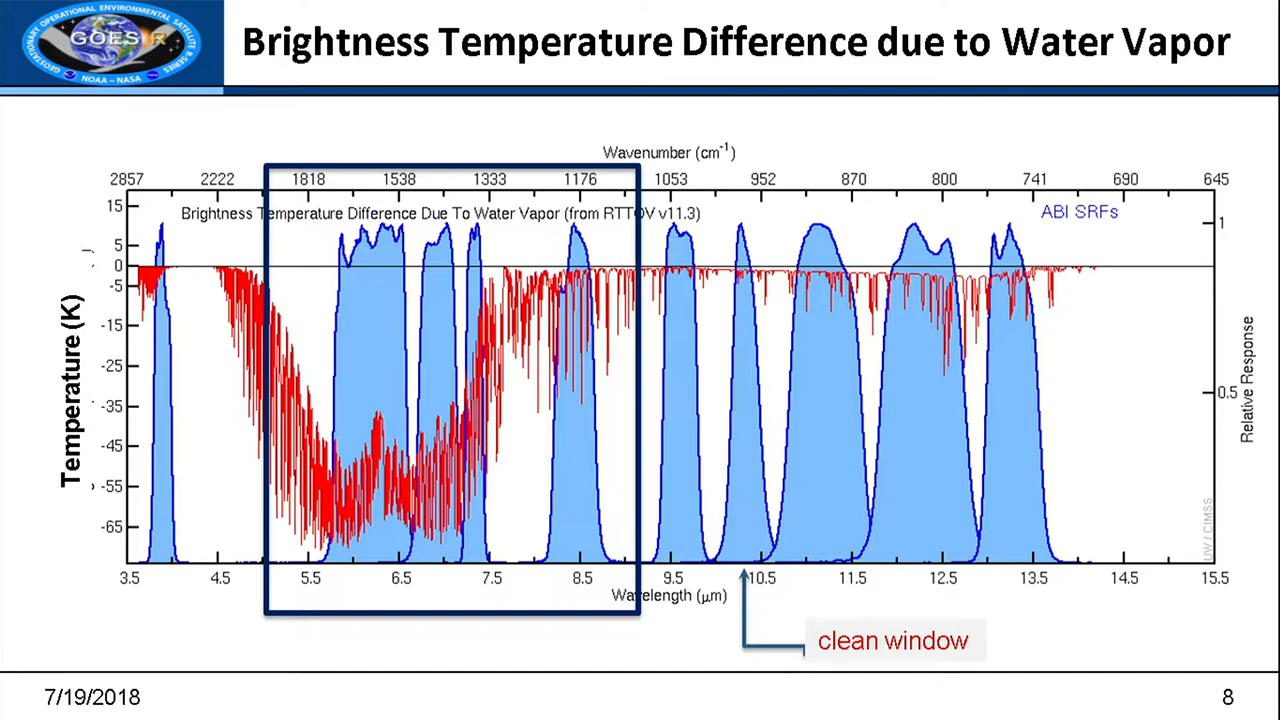 GEOSTATIONARY OPERATIONAL ENVIRONMENTAL SATELLITE R SERIES
GOES R
NOAA – NASA
Brightness Temperature Difference due to Water Vapor
Wavenumber (cm-1)
2857 2222 1818 1538 1333 1176 1053 952 870 800 741 690 645
Brightness Temperature Difference Due To Water Vapor (from RTTOV v11.3)
ABI SRFs
15
5
0
-5
-15
-25
-35
-45
-55
-65
Temperature (K)
1
0.5
Relative Response
UW / CIMSS
3.5 4.5 5.5 6.5 7.5 8.5 9.5 10.5 11.5 12.5 13.5 14.5 15.5
Wavelength (μm)
clean window
7/19/2018
8